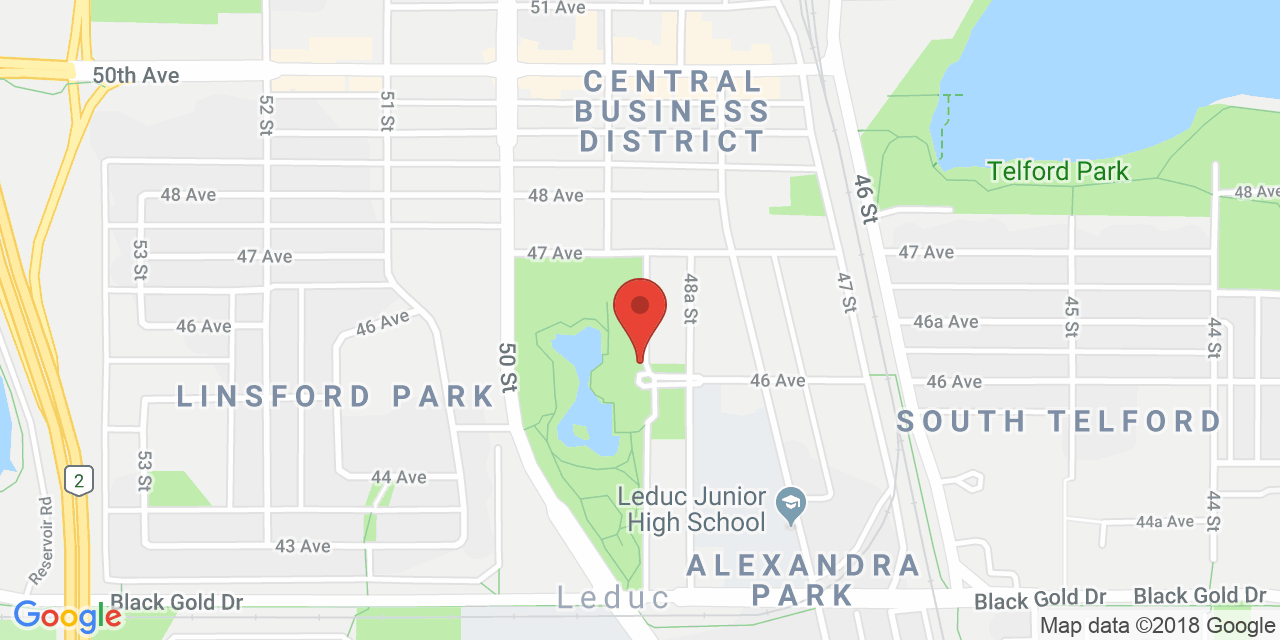 51 Ave
50th Ave
CENTRAL
BUSINESS
DISTRICT
52 St
51 St
Telford Park
46 St
48 Ave
48 Ave
48 Ave
53 St
47 Ave
47 Ave
47 Ave
47 St
48a St
46 Ave
46 Ave
46a Ave
45 St
44 St
50 St
46 Ave
46 Ave
LINSFORD PARK
SOUTH TELFORD
53 St
2
44 Ave
Leduc Junior
High School
Reservoir Rd
43 Ave
44a Ave
44 St
ALEXANDRA
PARK
Leduc
Black Gold Dr
Black Gold Dr
Black Gold Dr
Google
Map data ©2018 Google